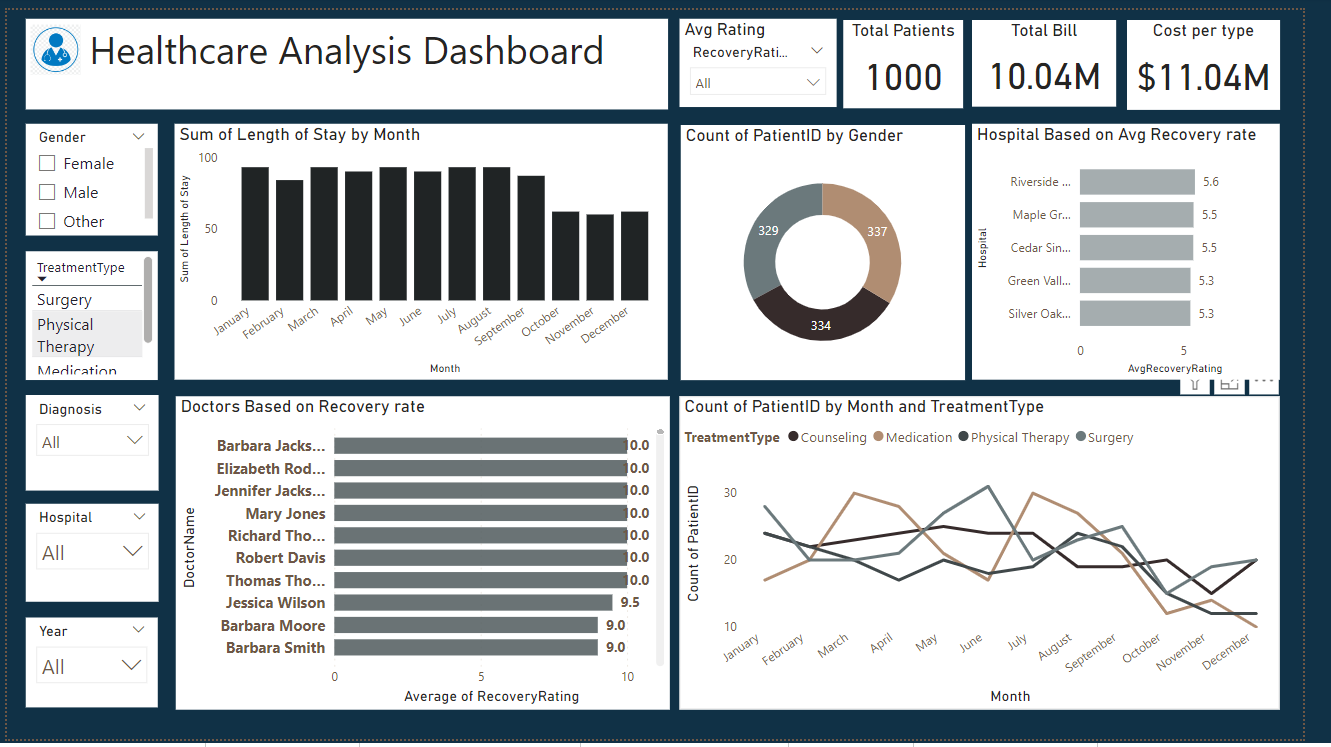 Healthcare Analysis Dashboard
Avg Rating
RecoveryRati...
All
Total Patients
1000
Total Bill
10.04M
Cost per type
$11.04M
Gender
Female
Male
Other
TreatmentType
Surgery
Physical
Therapy
Medication
Diagnosis
All
Hospital
All
Year
All
Sum of Length of Stay by Month
Sum of Length of Stay
100
50
0
January
February
March
April
May
June
July
August
September
October
November
December
Month
Count of PatientID by Gender
329
337
334
Hospital Based on Avg Recovery rate
Hospital
Riverside ... 5.6
Maple Gr... 5.5
Cedar Sin... 5.5
Green Vall... 5.3
Silver Oak... 5.3
0 5
AvgRecoveryRating
Doctors Based on Recovery rate
DoctorName
Barbara Jacks... 10.0
Elizabeth Rod... 10.0
Jennifer Jacks... 10.0
Mary Jones 10.0
Richard Tho... 10.0
Robert Davis 10.0
Thomas Tho... 10.0
Jessica Wilson 9.5
Barbara Moore 9.0
Barbara Smith 9.0
0 5 10
Average of RecoveryRating
Count of PatientID by Month and TreatmentType
TreatmentType Counseling Medication Physical Therapy Surgery
Count of PatientID
30
20
10
January
February
March
April
May
June
July
August
September
October
November
December
Month